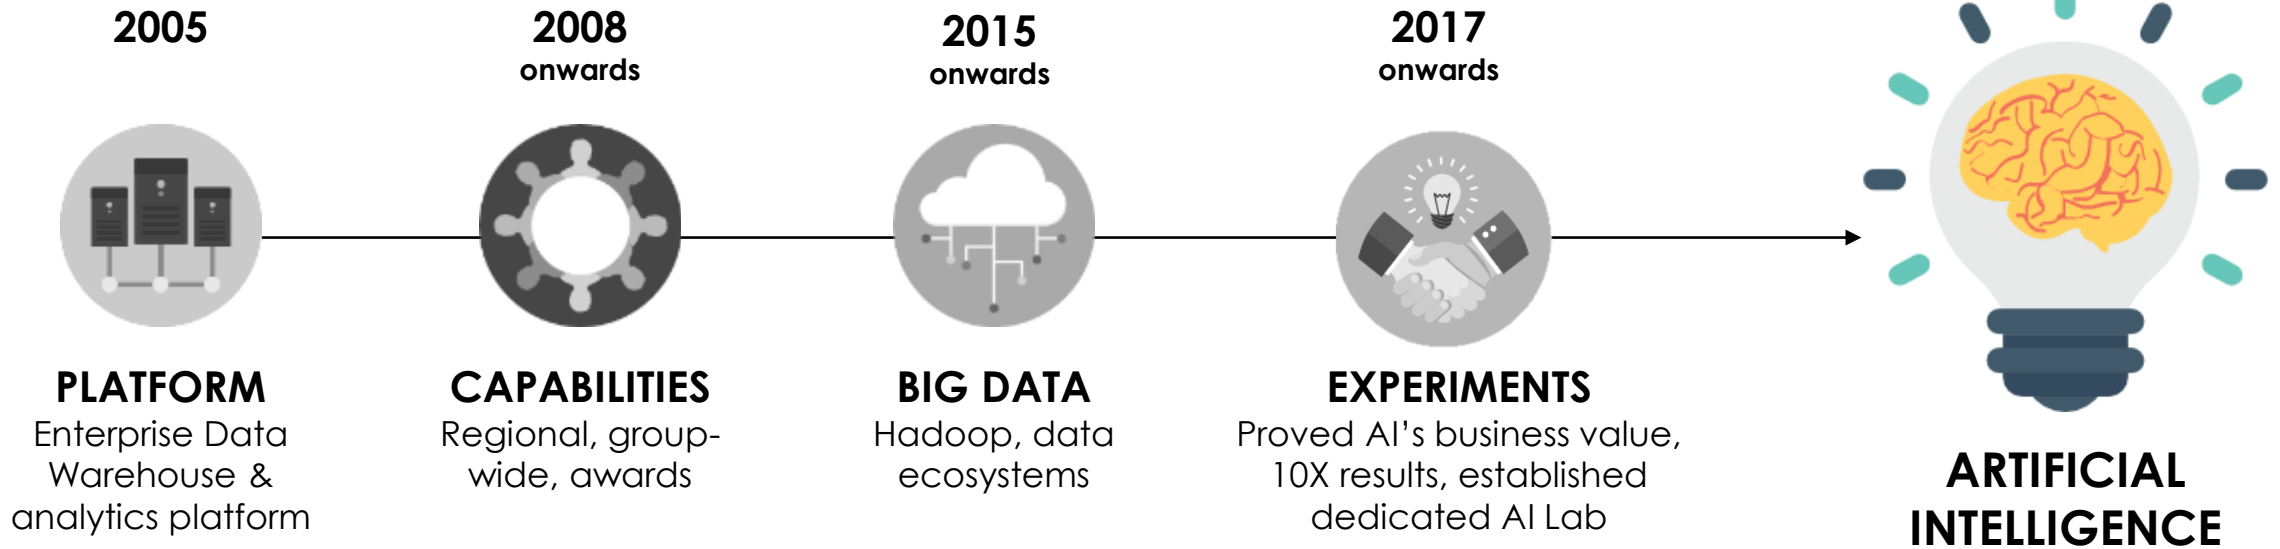 2005
PLATFORM
Enterprise Data
Warehouse &
analytics platform
2008
onwards
CAPABILITIES
Regional, group-
wide, awards
2015
onwards
BIG DATA
Hadoop, data
ecosystems
2017
onwards
EXPERIMENTS
Proved AI's business value,
10X results, established
dedicated AI Lab
ARTIFICIAL
INTELLIGENCE